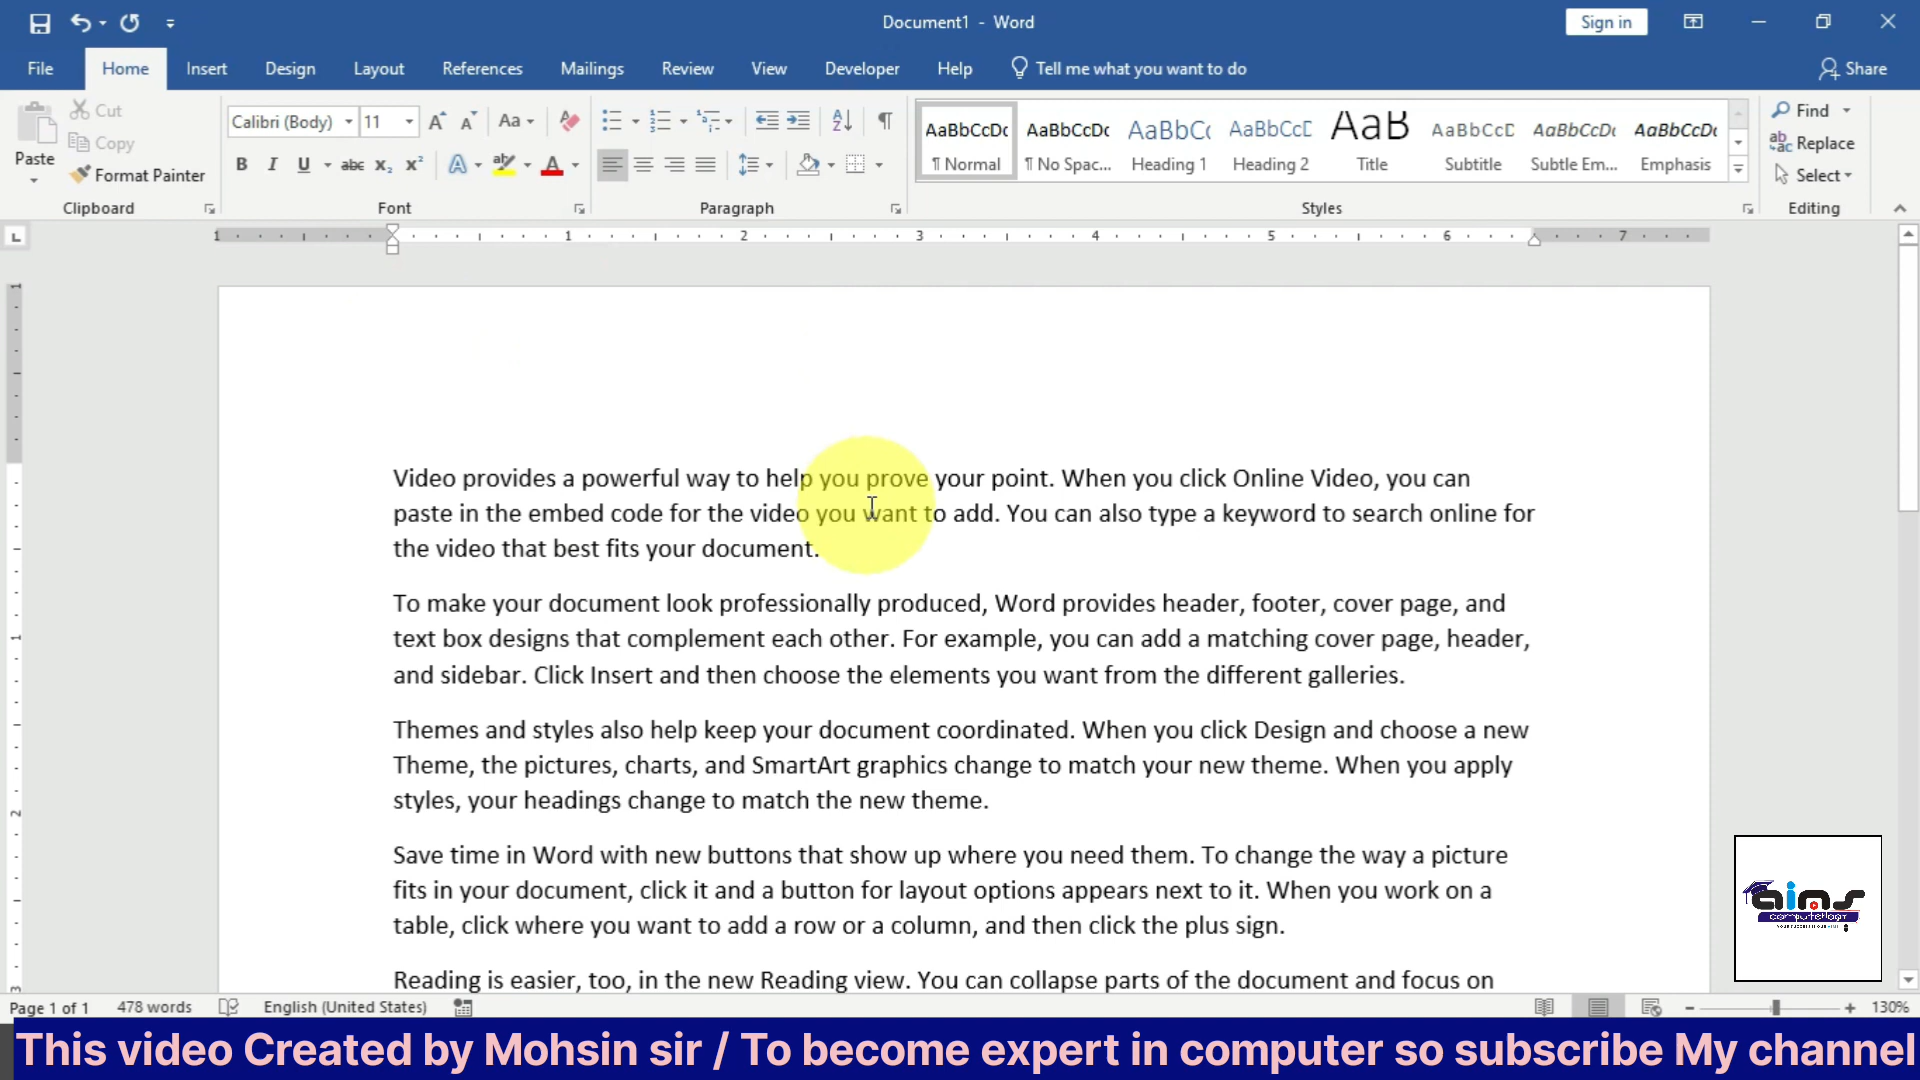 Document1 - Word
Sign in
File Home Insert Design Layout References Mailings Review View Developer Help Tell me what you want to do Share
Paste
Cut
Copy
Format Painter
Clipboard
Calibri (Body) 11
Aa
B I U abc x₂ x²
A A
Font
Paragraph
AaBbCcDc AaBbCcDc AaBbC AaBbCcD AaB AaBbCcD AaBbCcDc AaBbCcDc
¶ Normal ¶ No Spac... Heading 1 Heading 2 Title Subtitle Subtle Em... Emphasis
Styles
Find
Replace
Select
Editing
L 1 1 2 3 4 5 6 7
Video provides a powerful way to help you prove your point. When you click Online Video, you can
paste in the embed code for the video you want to add. You can also type a keyword to search online for
the video that best fits your document.
To make your document look professionally produced, Word provides header, footer, cover page, and
text box designs that complement each other. For example, you can add a matching cover page, header,
and sidebar. Click Insert and then choose the elements you want from the different galleries.
Themes and styles also help keep your document coordinated. When you click Design and choose a new
Theme, the pictures, charts, and SmartArt graphics change to match your new theme. When you apply
styles, your headings change to match the new theme.
Save time in Word with new buttons that show up where you need them. To change the way a picture
fits in your document, click it and a button for layout options appears next to it. When you work on a
table, click where you want to add a row or a column, and then click the plus sign.
Reading is easier, too, in the new Reading view. You can collapse parts of the document and focus on
aims
Page 1 of 1 478 words English (United States) 130%
This video Created by Mohsin sir / To become expert in computer so subscribe My channel